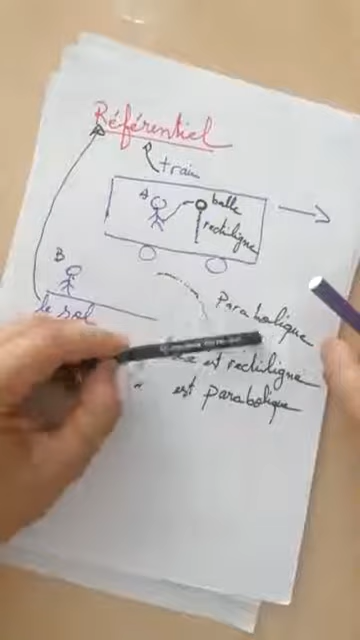 Référentiel
train
A
balle
rectiligne
B
le sol
Parabolique
est rectiligne
" est parabolique